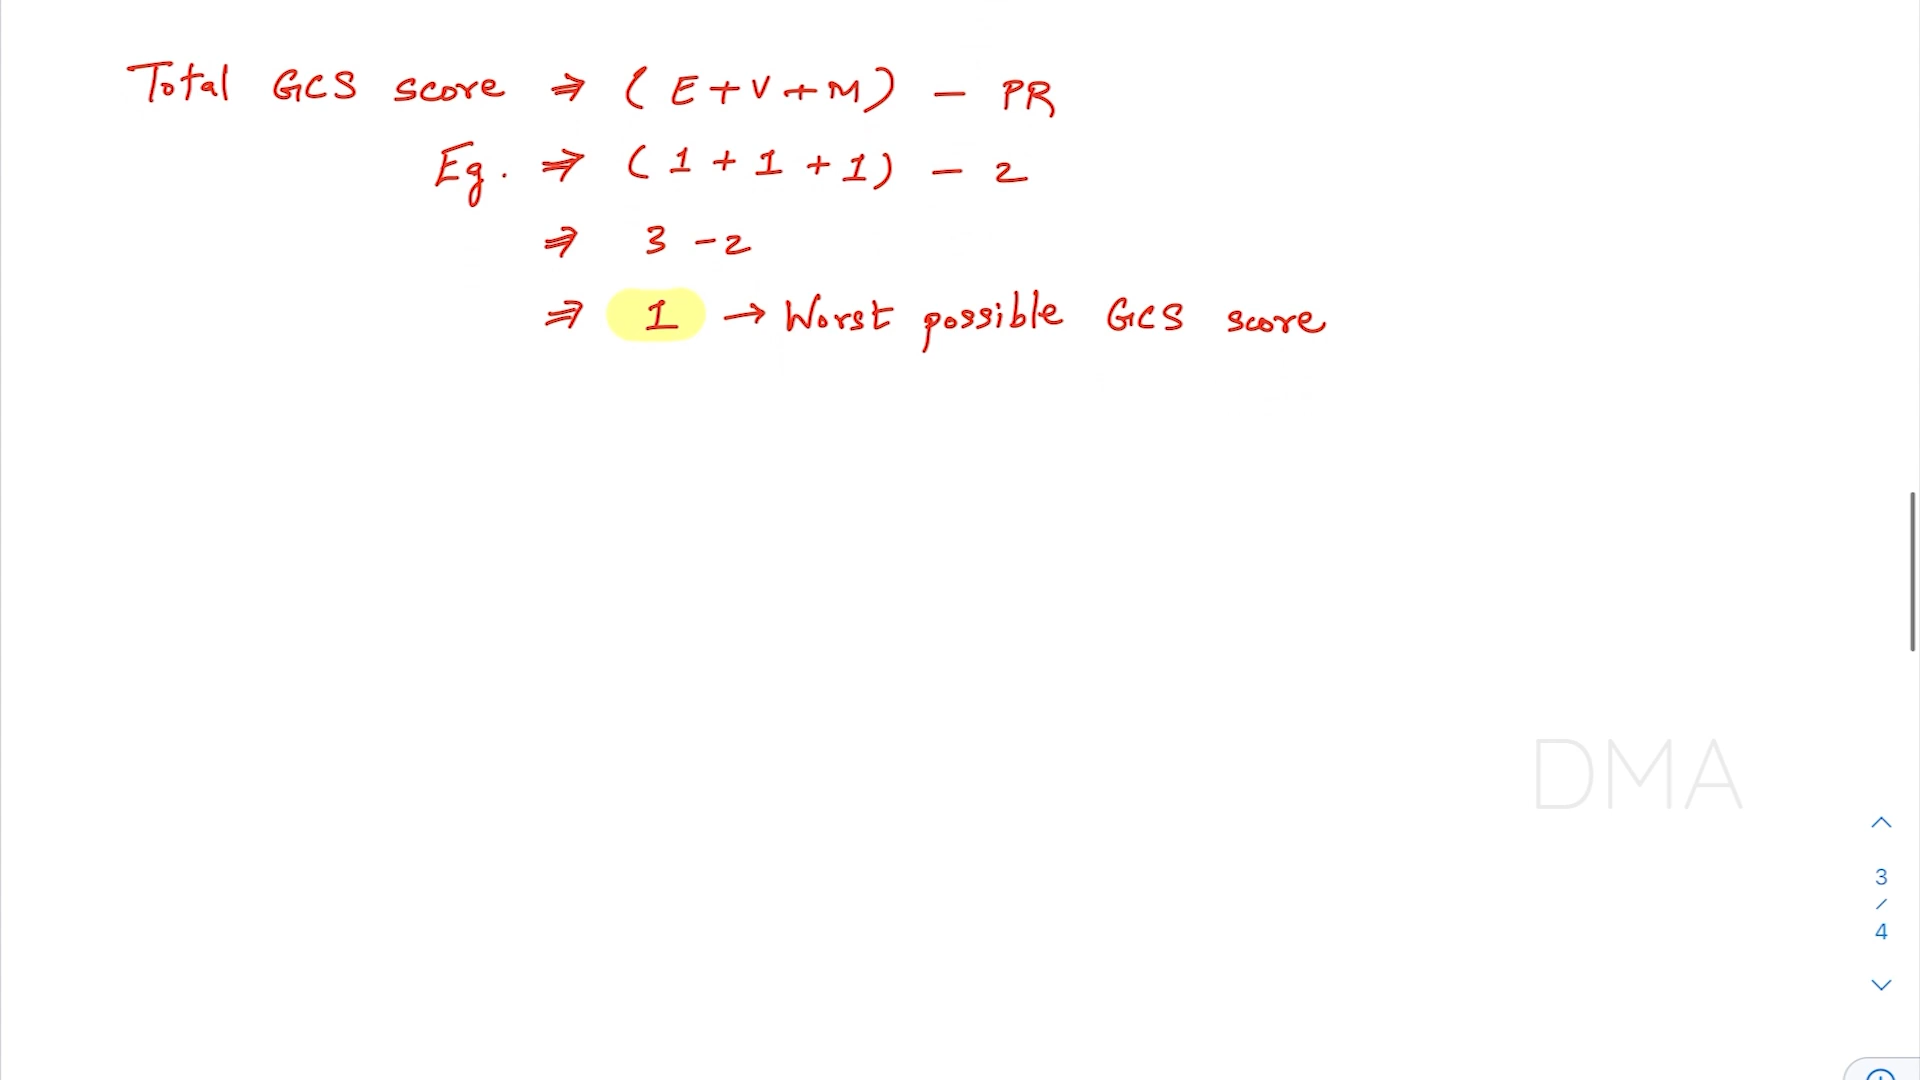 Total GCS score ⇒ (E+V+M) - PR
Eg. ⇒ (1+1+1) - 2
⇒ 3-2
⇒ 1 → Worst possible GCS score
DMA
3
/
4